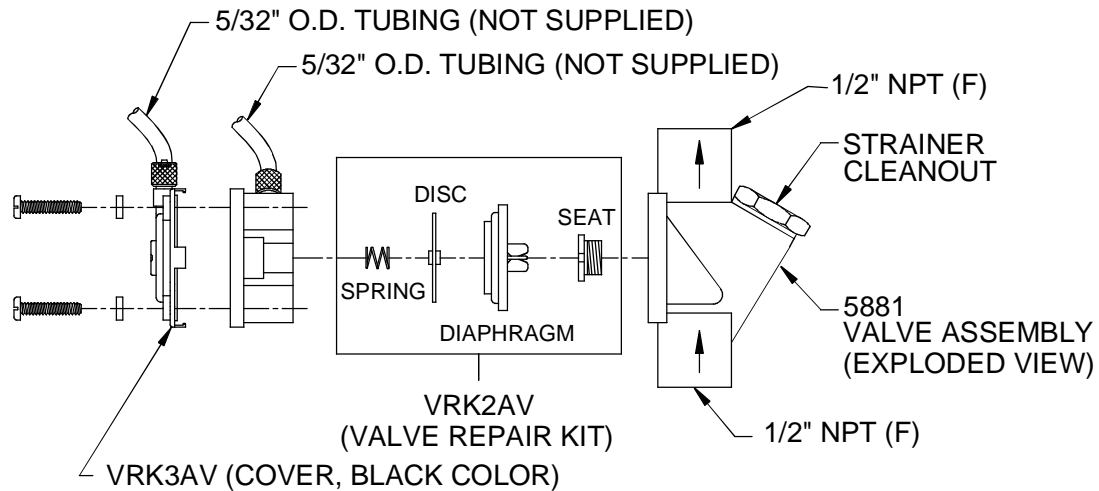 5/32" O.D. TUBING (NOT SUPPLIED)
5/32" O.D. TUBING (NOT SUPPLIED)
1/2" NPT (F)
STRAINER
CLEANOUT
DISC
SEAT
SPRING
DIAPHRAGM
5881
VALVE ASSEMBLY
(EXPLODED VIEW)
VRK2AV
(VALVE REPAIR KIT)
1/2" NPT (F)
VRK3AV (COVER, BLACK COLOR)